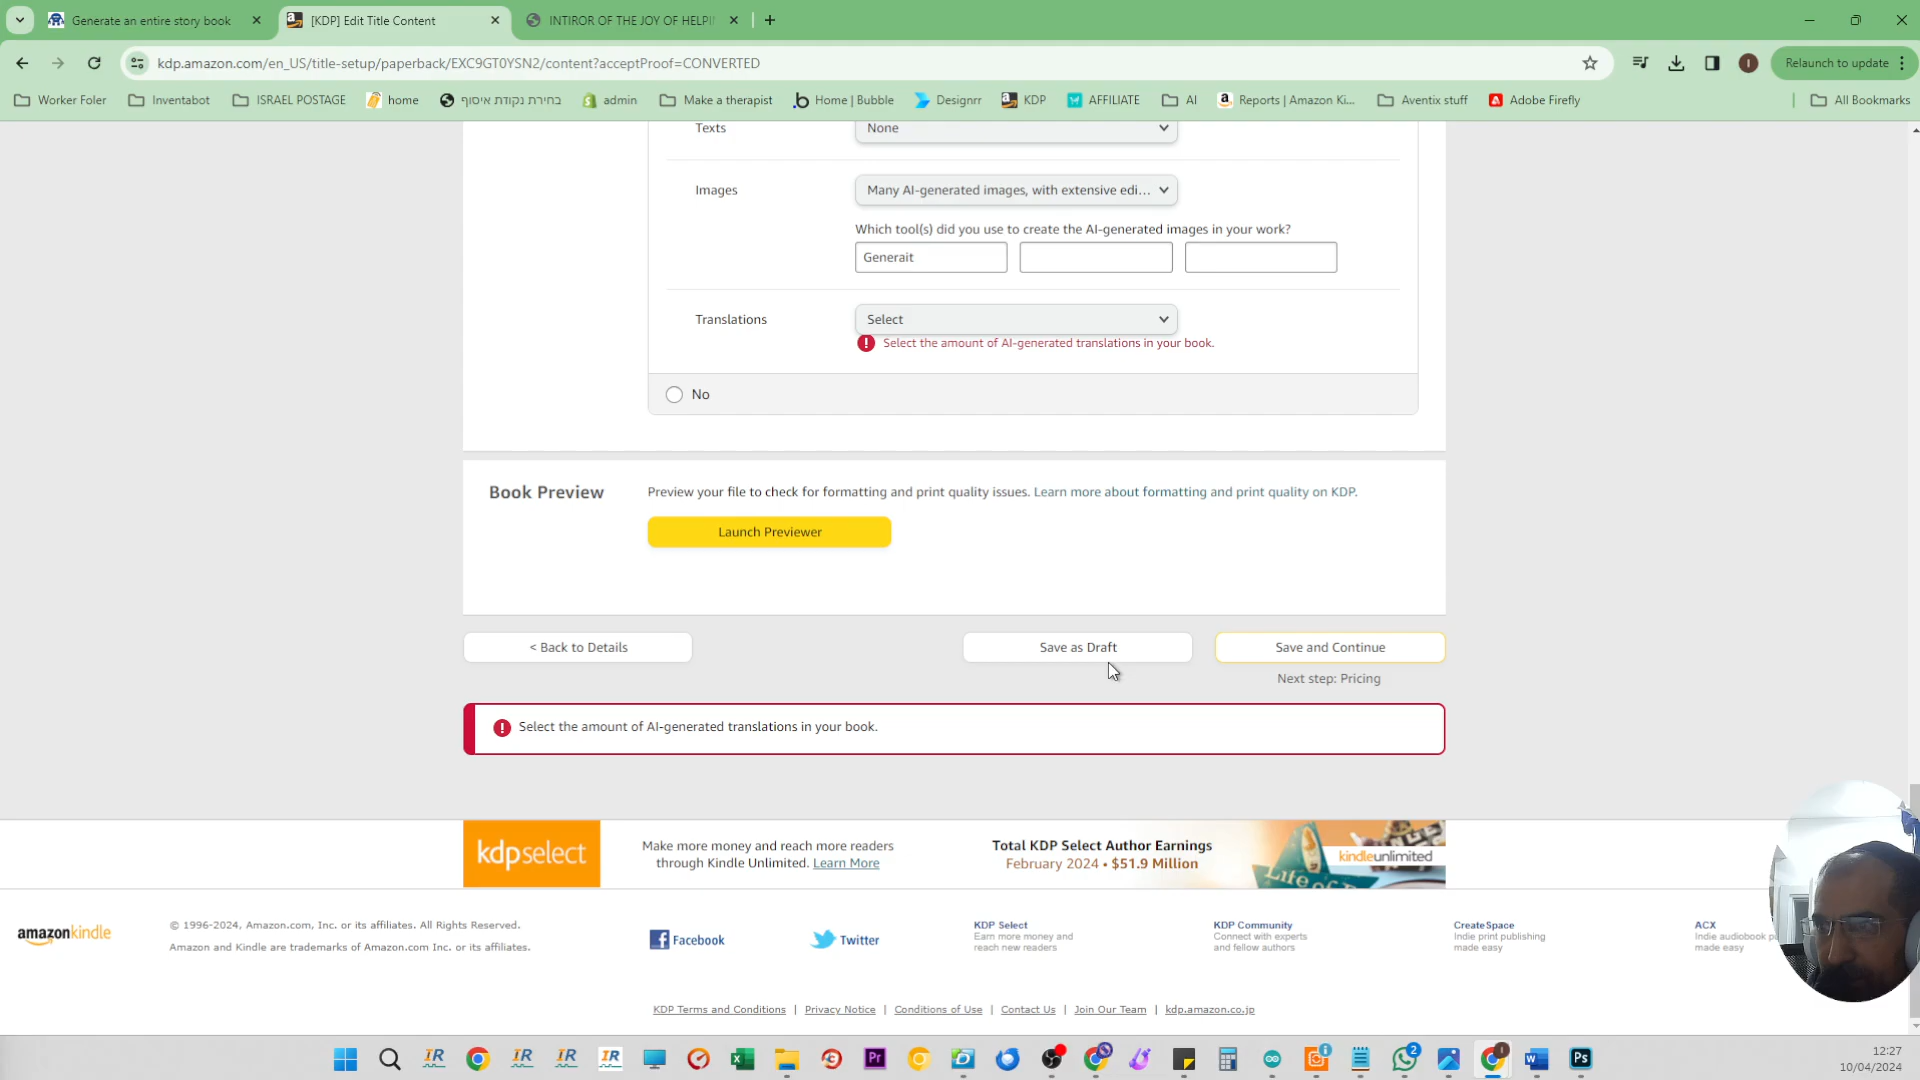 Generate an entire story book
[KDP] Edit Title Content
INTIROR OF THE JOY OF HELPI
kdp.amazon.com/en_US/title-setup/paperback/EXC9GT0YSN2/content?acceptProof=CONVERTED
Relaunch to update
Worker Foler
Inventabot
ISRAEL POSTAGE
home
בחירת נקודת איסוף
admin
Make a therapist
Home | Bubble
Designrr
KDP
AFFILIATE
AI
Reports | Amazon Ki...
Aventix stuff
Adobe Firefly
All Bookmarks
Texts
None
Images
Many AI-generated images, with extensive edi...
Which tool(s) did you use to create the AI-generated images in your work?
Generait
Translations
Select
Select the amount of AI-generated translations in your book.
No
Book Preview
Preview your file to check for formatting and print quality issues. Learn more about formatting and print quality on KDP.
Launch Previewer
< Back to Details
Save as Draft
Save and Continue
Next step: Pricing
Select the amount of AI-generated translations in your book.
kdpselect
Make more money and reach more readers
through Kindle Unlimited. Learn More
Total KDP Select Author Earnings
February 2024 • $51.9 Million
kindleunlimited
Life of
amazonkindle
© 1996-2024, Amazon.com, Inc. or its affiliates. All Rights Reserved.
Amazon and Kindle are trademarks of Amazon.com Inc. or its affiliates.
Facebook
Twitter
KDP Select
Earn more money and
reach new readers
KDP Community
Connect with experts
and fellow authors
CreateSpace
Indie print publishing
made easy
ACX
Indie audiobook
made easy
KDP Terms and Conditions | Privacy Notice | Conditions of Use | Contact Us | Join Our Team | kdp.amazon.co.jp
12:27
10/04/2024